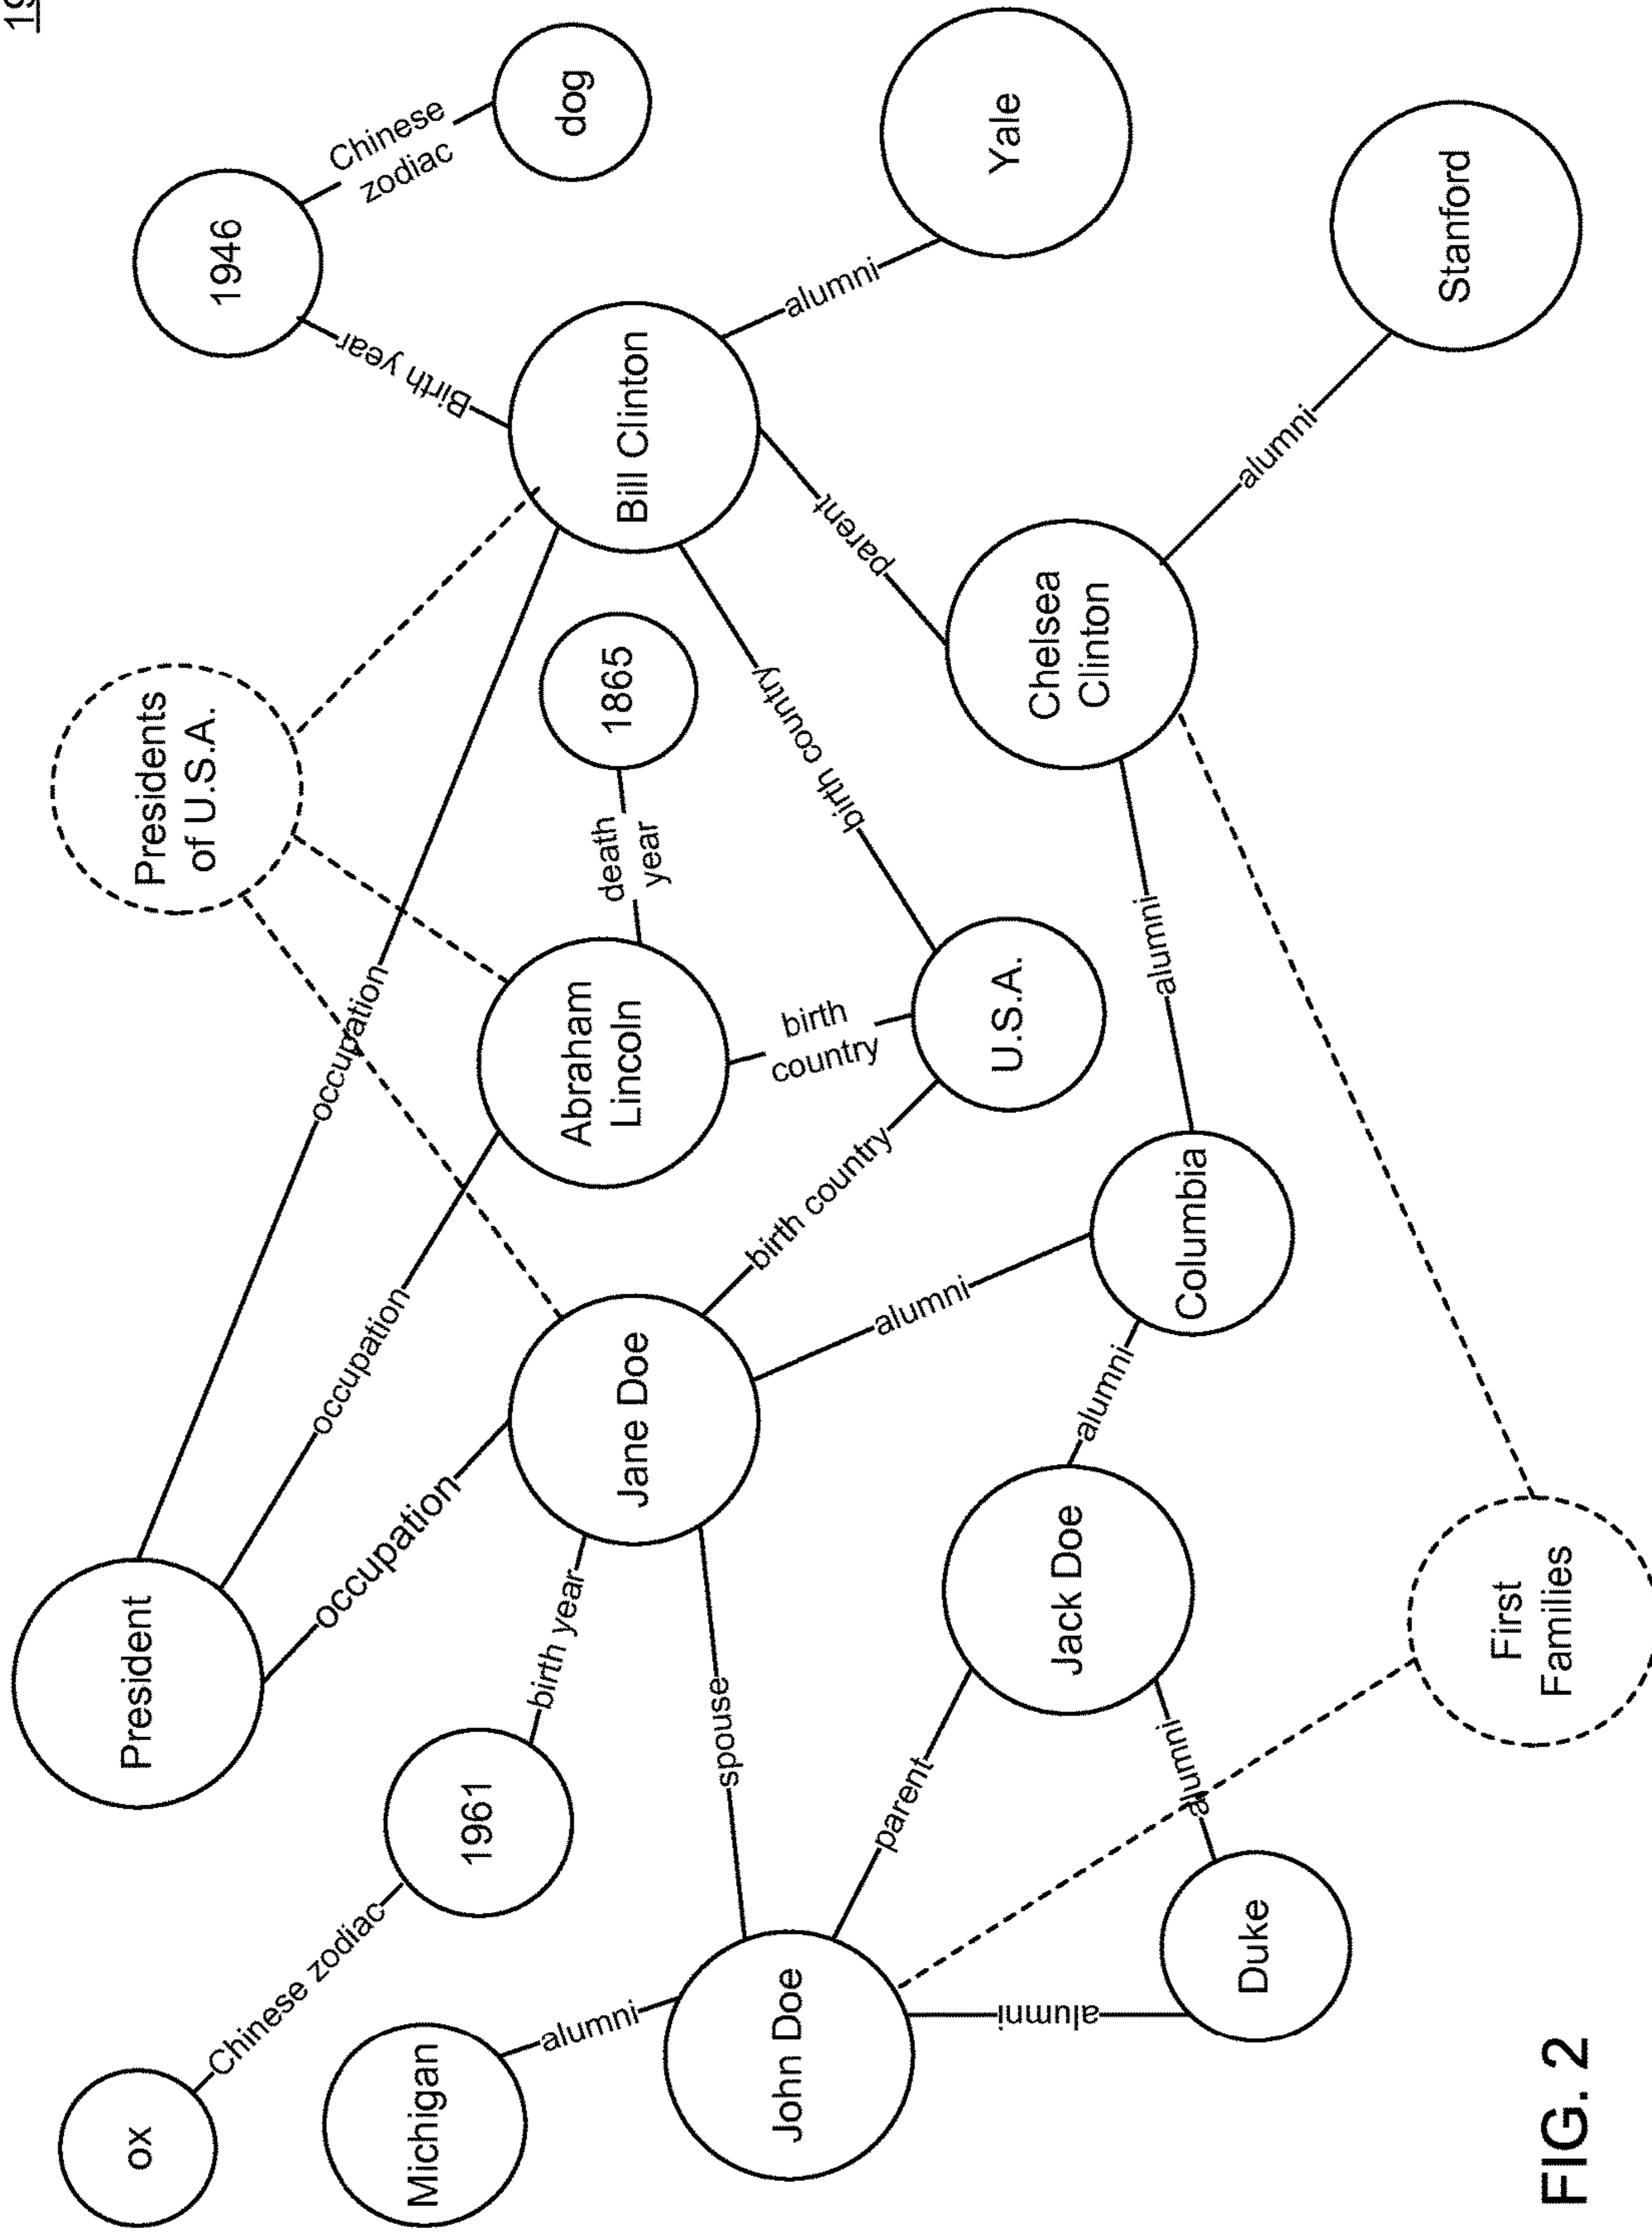 ox
President
19
Presidents
of U.S.A.
1946
Chinese zodiac
occupation
occupation
occupation
Birth year
Chinese
zodiac
Michigan
1961
birth year
alumni
Abraham
Lincoln
death
year
1865
dog
Jane Doe
Bill Clinton
spouse
John Doe
birth country
birth
country
birth country
alumni
parent
alumni
parent
U.S.A.
Yale
alumni
Jack Doe
alumni
Chelsea
Clinton
alumni
alumni
alumni
Columbia
Duke
alumni
Stanford
First
Families
FIG. 2